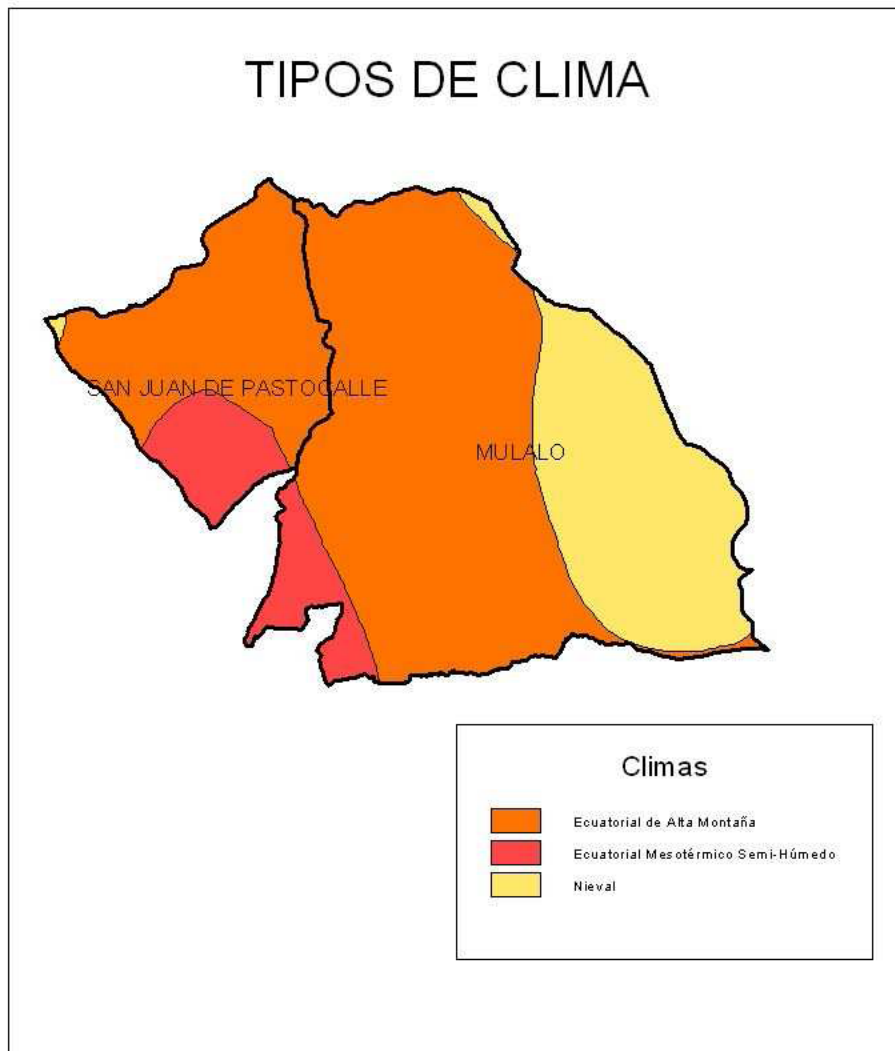 TIPOS DE CLIMA
SAN JUAN DE PASTOCALLE
MULALO
Climas
Ecuatorial de Alta Montaña
Ecuatorial Mesotérmico Semi-Húmedo
Nieval